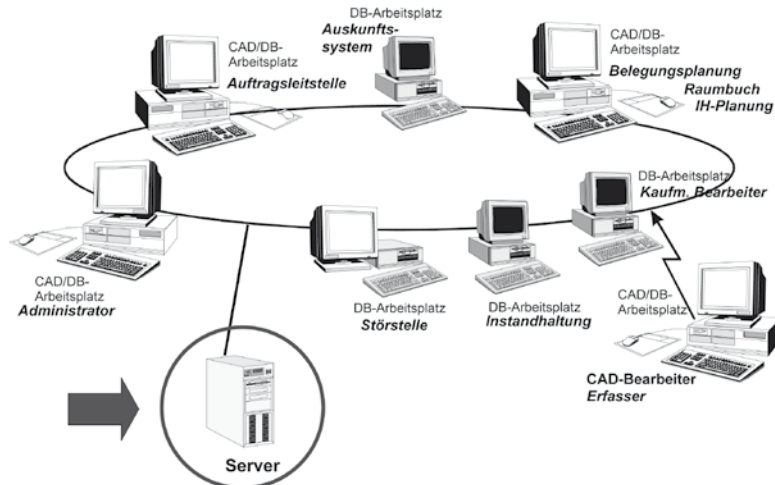 CAD/DB-
Arbeitsplatz
Auftragsleitstelle
DB-Arbeitsplatz
Auskunfts-
system
CAD/DB-
Arbeitsplatz
Belegungsplanung
Raumbuch
IH-Planung
CAD/DB-
Arbeitsplatz
Administrator
DB-Arbeitsplatz
Störstelle
DB-Arbeitsplatz
Instandhaltung
DB-Arbeitsplatz
Kaufm. Bearbeiter
CAD/DB-
Arbeitsplatz
CAD-Bearbeiter
Erfasser
Server